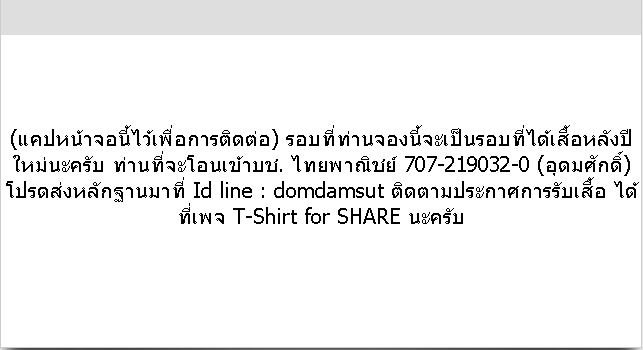 (แคปหน้าจอนี้ไว้เพื่อการติดต่อ) รอบที่ท่านจองนี้จะเป็นรอบที่ได้เสื้อหลังปี
ใหม่นะครับ ท่านที่จะโอนเข้าบช. ไทยพาณิชย์ 707-219032-0 (อุดมศักดิ์)
โปรดส่งหลักฐานมาที่ Id line : domdamsut ติดตามประกาศการรับเสื้อ ได้
ที่เพจ T-Shirt for SHARE นะครับ